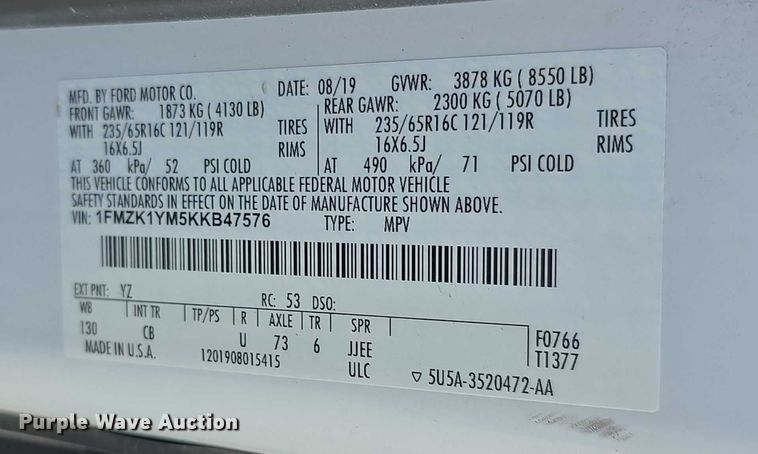 MFD. BY FORD MOTOR CO. DATE: 08/19 GVWR: 3878 KG ( 8550 LB)
FRONT GAWR: 1873 KG ( 4130 LB) REAR GAWR: 2300 KG ( 5070 LB)
WITH 235/65R16C 121/119R TIRES WITH 235/65R16C 121/119R TIRES
16X6.5J RIMS 16X6.5J RIMS
AT 360 kPa/ 52 PSI COLD AT 490 kPa/ 71 PSI COLD
THIS VEHICLE CONFORMS TO ALL APPLICABLE FEDERAL MOTOR VEHICLE
SAFETY STANDARDS IN EFFECT ON THE DATE OF MANUFACTURE SHOWN ABOVE.
VIN: 1FMZK1YM5KKB47576 TYPE: MPV
EXT PNT: YZ RC: 53 DSO:
WB INT TR TP/PS R AXLE TR SPR
130 CB U 73 6 JJEE F0766
MADE IN U.S.A. 1201908015415 ULC T1377
▽ 5U5A-3520472-AA
Purple Wave Auction